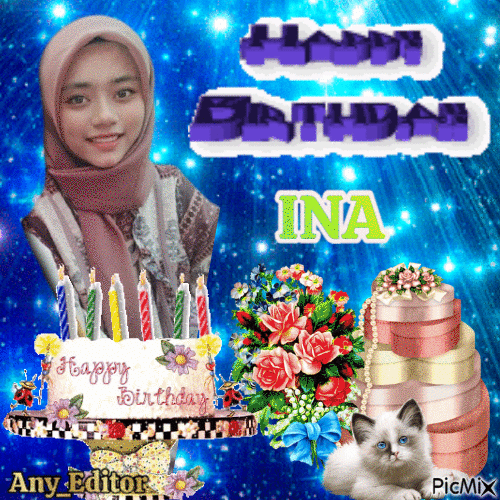 Happy
Birthday
INA
Happy
Birthday
Any_Editor
PicMix